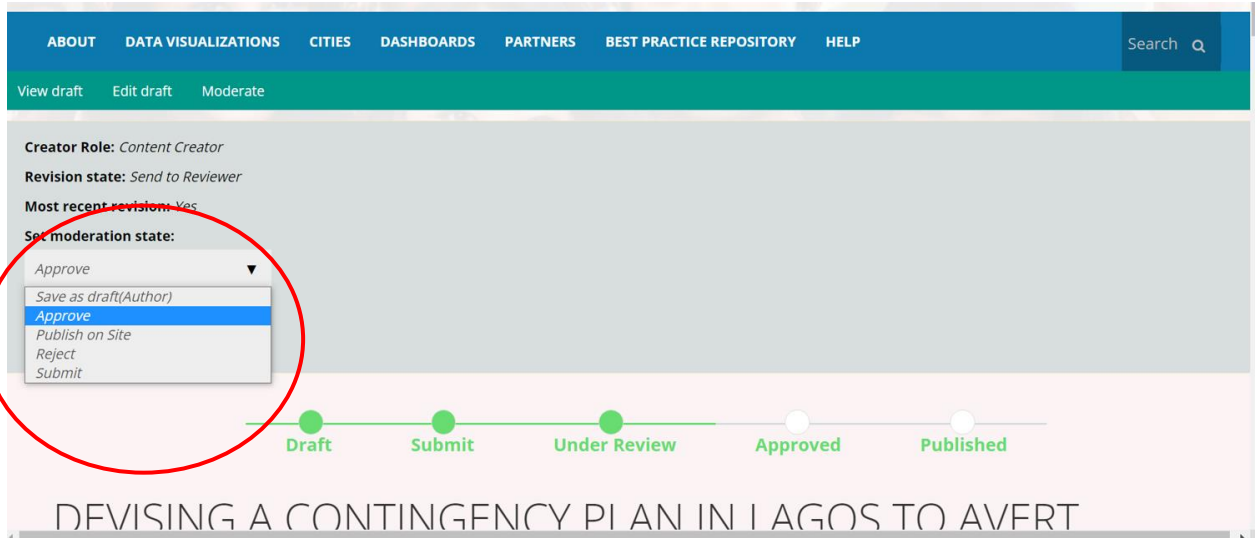 ABOUT DATA VISUALIZATIONS CITIES DASHBOARDS PARTNERS BEST PRACTICE REPOSITORY HELP Search
View draft Edit draft Moderate
Creator Role: Content Creator
Revision state: Send to Reviewer
Most recent revision: Yes
Set moderation state:
Approve
Save as draft(Author)
Approve
Publish on Site
Reject
Submit
Draft Submit Under Review Approved Published
DEVISING A CONTINGENCY PLAN IN LAGOS TO AVERT